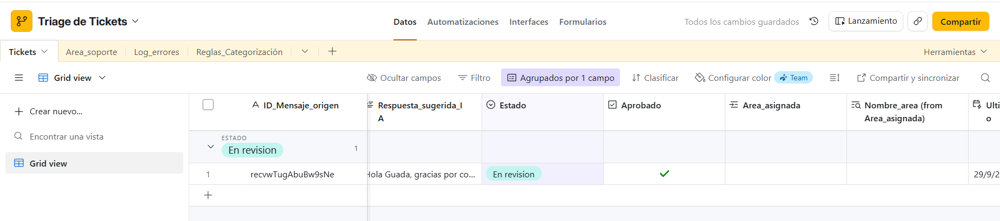 Triage de Tickets
Datos Automatizaciones Interfaces Formularios
Todos los cambios guardados
Lanzamiento
Compartir
Tickets Area_soporte Log_errores Reglas_Categorización
Herramientas
Grid view
Ocultar campos Filtro Agrupados por 1 campo Clasificar Configurar color Team Compartir y sincronizar
Crear nuevo...
Encontrar una vista
Grid view
ID_Mensaje_origen
Respuesta_sugerida_I
A
Estado
Aprobado
Area_asignada
Nombre_area (from
Area_asignada)
Ulti
o
ESTADO
En revision
1
1 recvwTugAbuBw9sNe Hola Guada, gracias por co... En revision 29/9/2